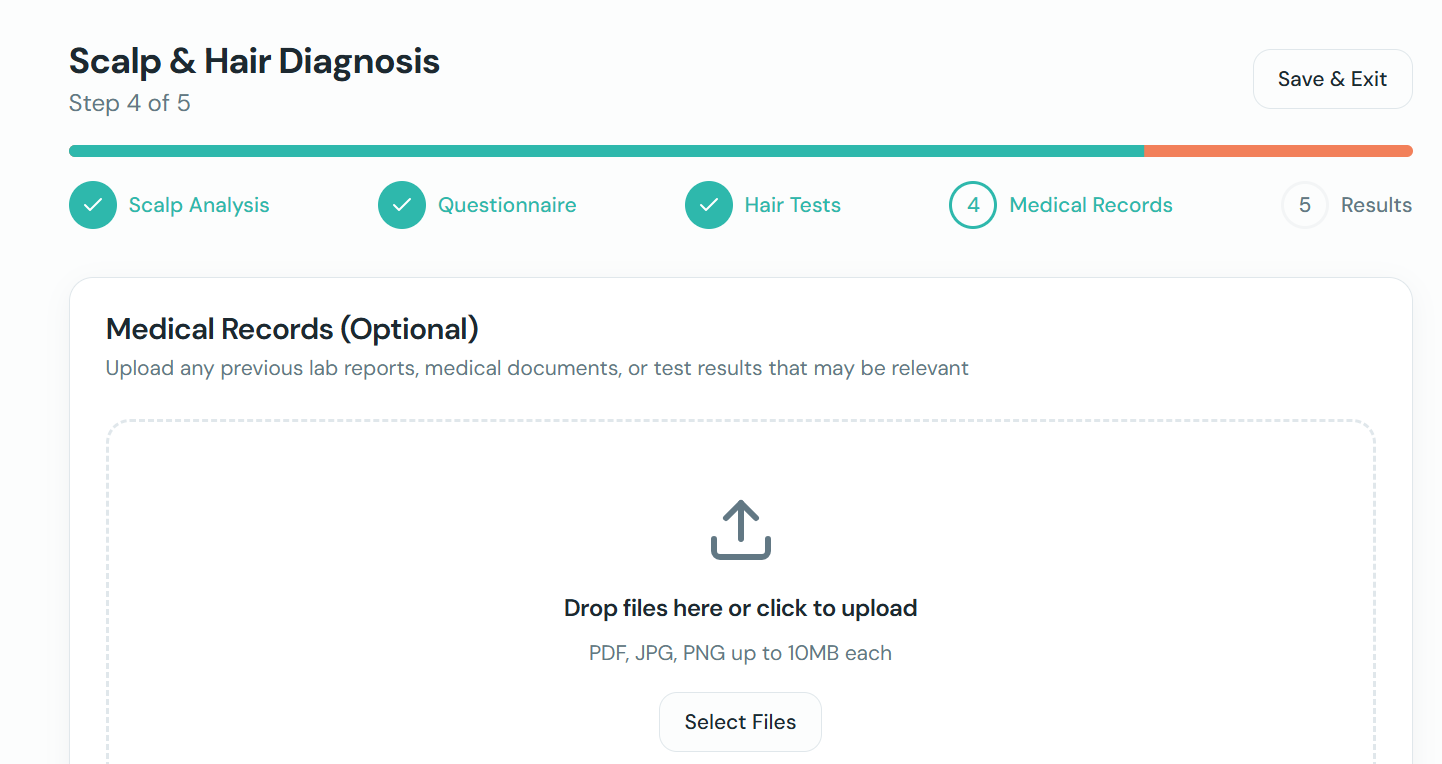 Scalp & Hair Diagnosis
Step 4 of 5
Save & Exit
Scalp Analysis
Questionnaire
Hair Tests
4 Medical Records
5 Results
Medical Records (Optional)
Upload any previous lab reports, medical documents, or test results that may be relevant
Drop files here or click to upload
PDF, JPG, PNG up to 10MB each
Select Files